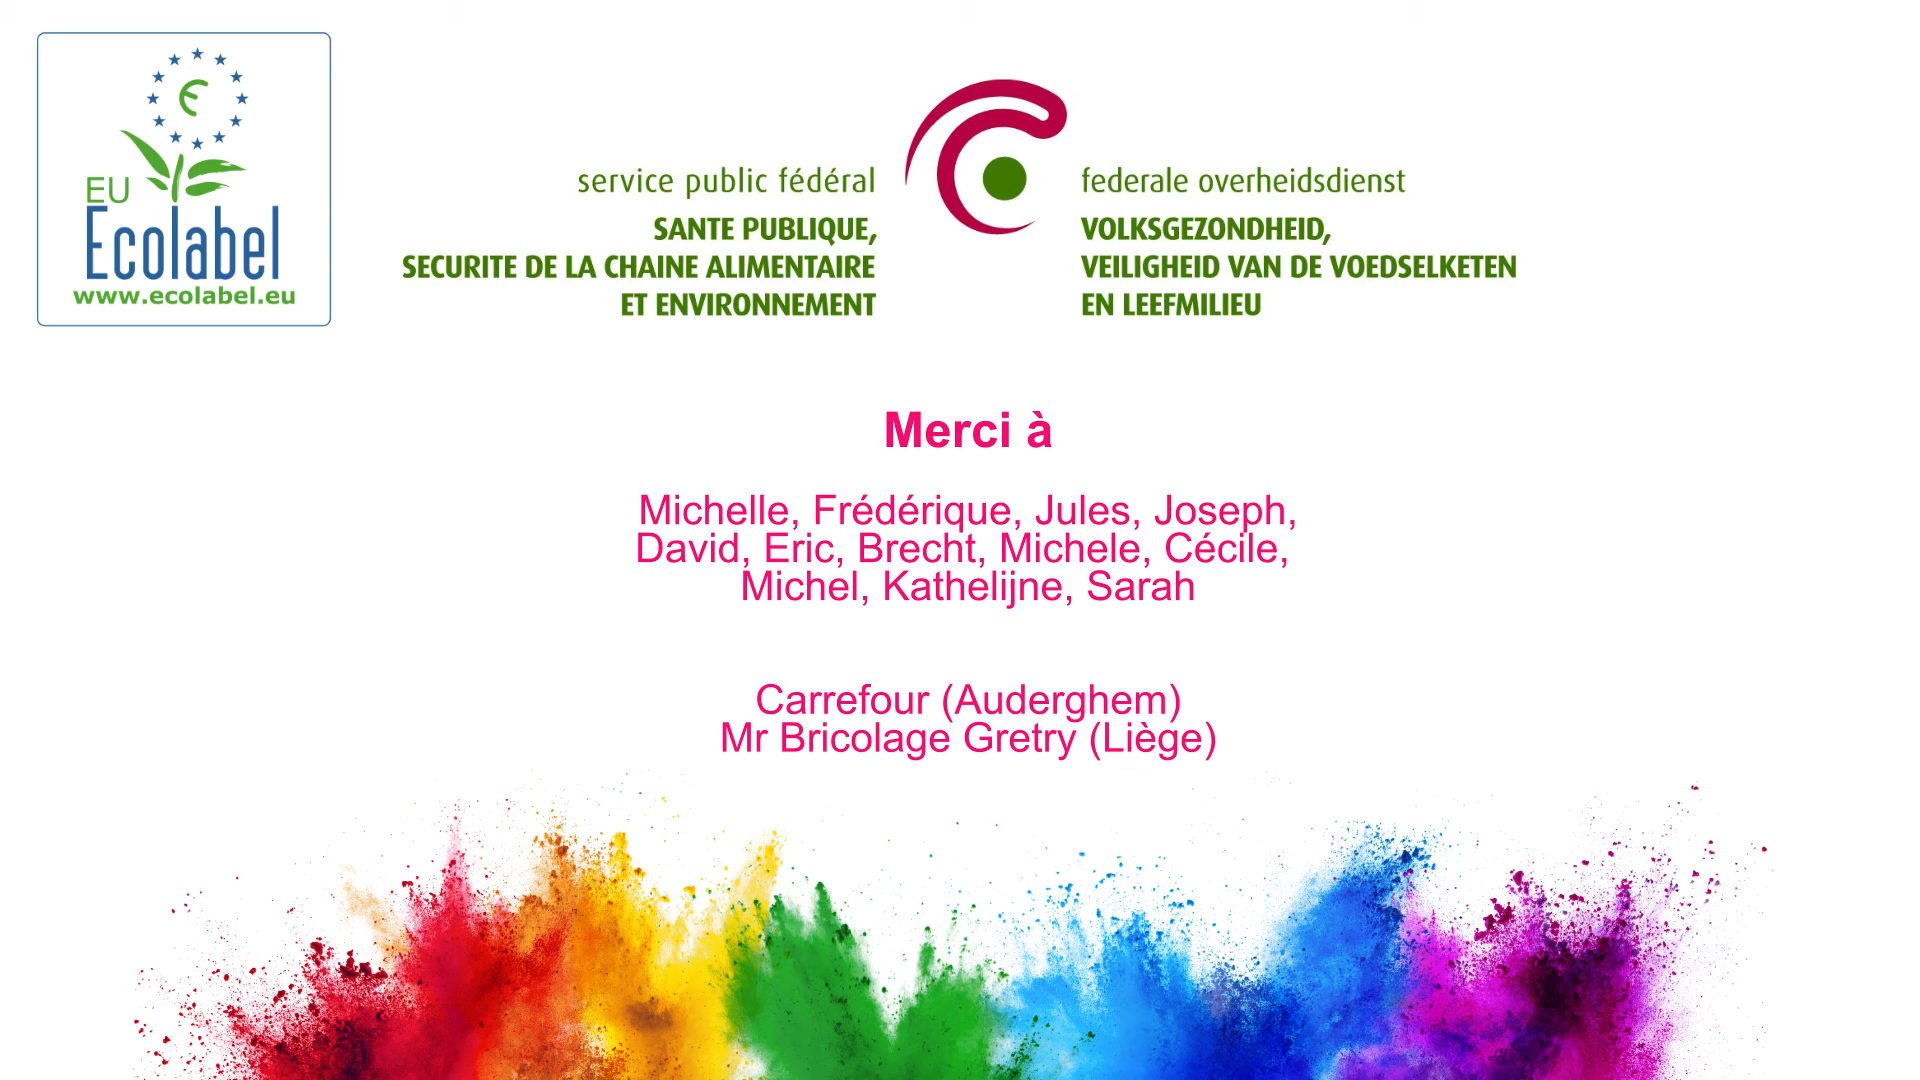 EU
Ecolabel
www.ecolabel.eu
service public fédéral
SANTE PUBLIQUE,
SECURITE DE LA CHAINE ALIMENTAIRE
ET ENVIRONNEMENT
federale overheidsdienst
VOLKSGEZONDHEID,
VEILIGHEID VAN DE VOEDSELKETEN
EN LEEFMILIEU
Merci à
Michelle, Frédérique, Jules, Joseph,
David, Eric, Brecht, Michele, Cécile,
Michel, Kathelijne, Sarah
Carrefour (Auderghem)
Mr Bricolage Gretry (Liège)